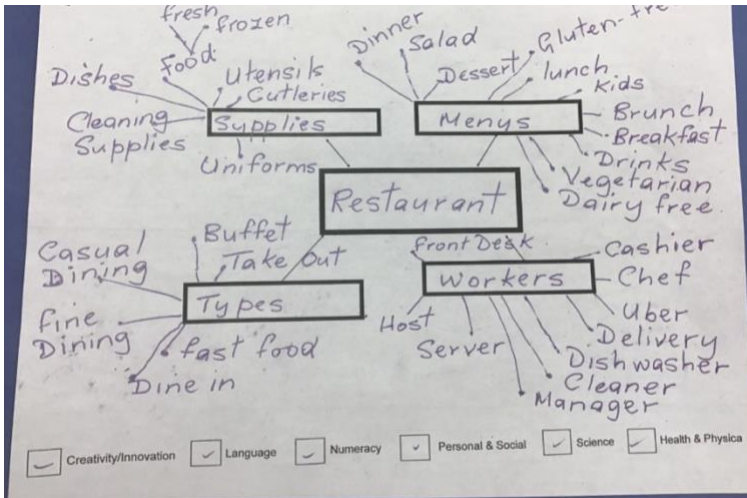 fresh
frozen
Food
Dishes
Utensils
Cutleries
Cleaning
Supplies
Supplies
Uniforms
Dinner
Salad
Dessert
Gluten-fre
lunch
kids
Menys
Brunch
Breakfast
Drinks
Vegetarian
Dairy free
Restaurant
Buffet
Take out
Casual
Dining
Types
fine
Dining
fast food
Dine in
front Desk
Cashier
Workers
Chef
Host
Uber
Server
Delivery
Dishwasher
Cleaner
Manager
Creativity/Innovation
Language
Numeracy
Personal & Social
Science
Health & Physica